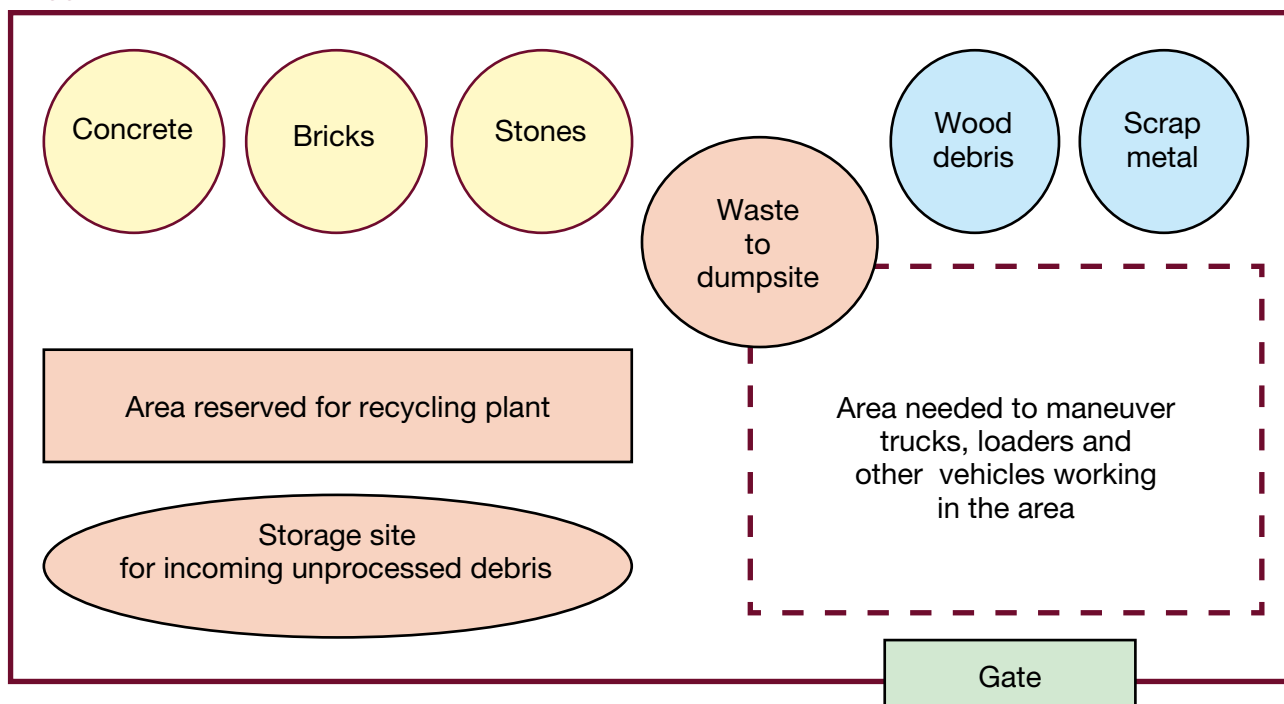 Concrete
Bricks
Stones
Wood
debris
Scrap
metal
Waste
to
dumpsite
Area reserved for recycling plant
Area needed to maneuver
trucks, loaders and
other vehicles working
in the area
Storage site
for incoming unprocessed debris
Gate